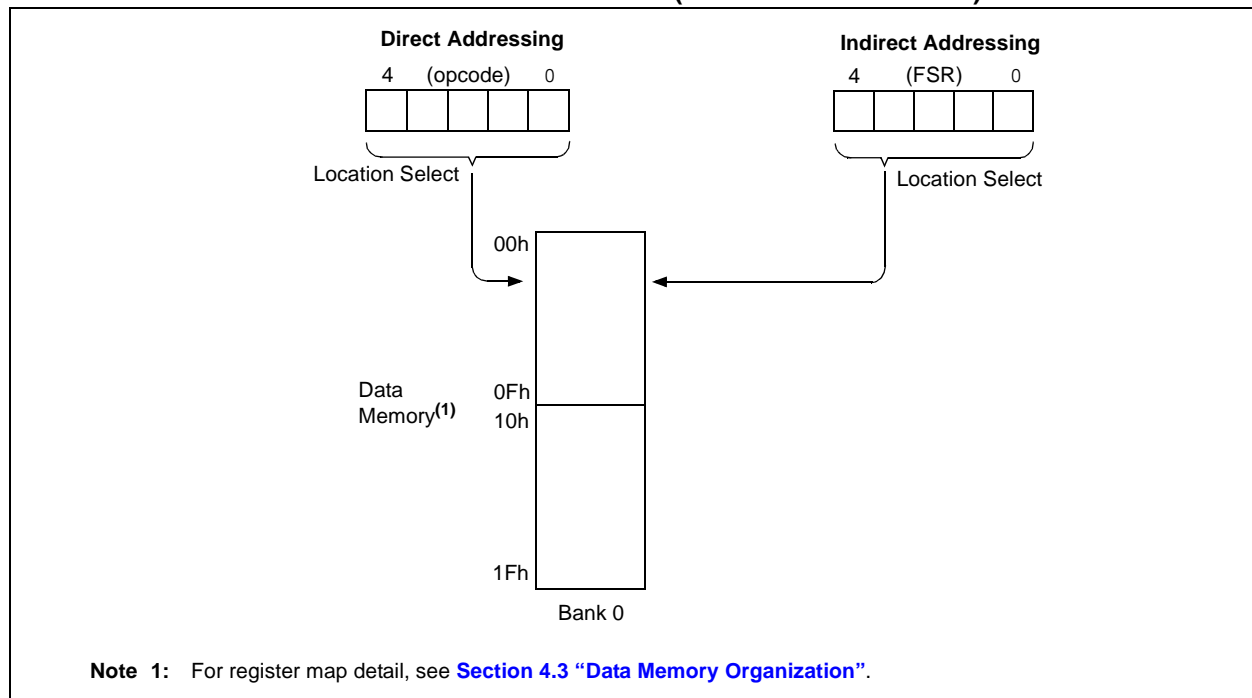 Direct Addressing
Indirect Addressing
4 (opcode) 0
4 (FSR) 0
Location Select
Location Select
00h
Data
Memory(1)
0Fh
10h
1Fh
Bank 0
Note 1: For register map detail, see Section 4.3 “Data Memory Organization”.